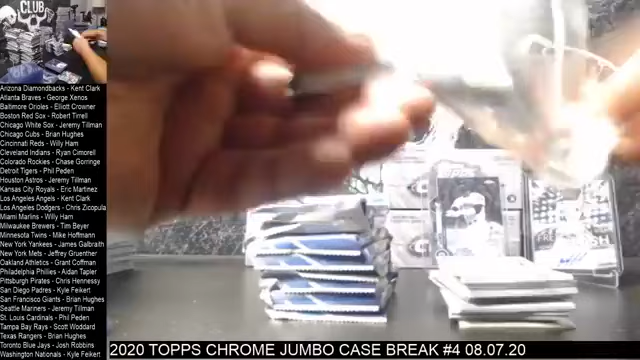 CLUB
Arizona Diamondbacks - Kent Clark
Atlanta Braves - George Xenos
Baltimore Orioles - Elliott Crowner
Boston Red Sox - Robert Tirrell
Chicago White Sox - Jeremy Tillman
Chicago Cubs - Brian Hughes
Cincinnati Reds - Willy Ham
Cleveland Indians - Ryan Cimorell
Colorado Rockies - Chase Gorringe
Detroit Tigers - Phil Peden
Houston Astros - Jeremy Tillman
Kansas City Royals - Eric Martinez
Los Angeles Angels - Kent Clark
Los Angeles Dodgers - Chris Zicopula
Miami Marlins - Willy Ham
Milwaukee Brewers - Tim Beyer
Minnesota Twins - Mike Hoffmann
New York Yankees - James Galbraith
New York Mets - Jeffrey Gruenther
Oakland Athletics - Grant Coffman
Philadelphia Phillies - Aidan Tapler
Pittsburgh Pirates - Chris Hennessy
San Diego Padres - Kyle Feikert
San Francisco Giants - Brian Hughes
Seattle Mariners - Jeremy Tillman
St. Louis Cardinals - Phil Peden
Tampa Bay Rays - Scott Woddard
Texas Rangers - Brian Hughes
Toronto Blue Jays - Josh Robbins
Washington Nationals - Kyle Feikert
2020 TOPPS CHROME JUMBO CASE BREAK #4 08.07.20